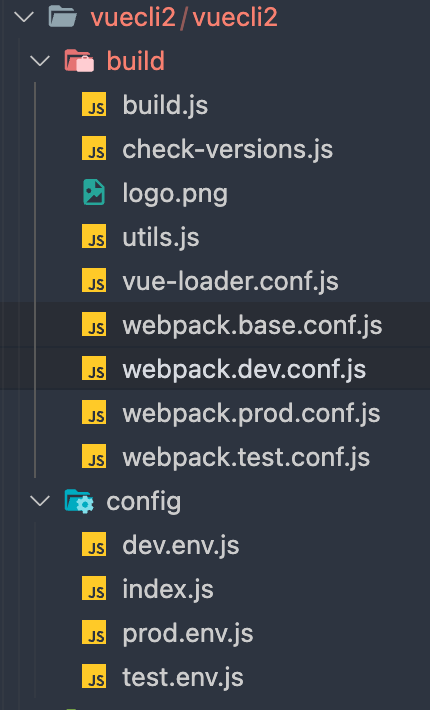 vuecli2/vuecli2
build
JS build.js
JS check-versions.js
logo.png
JS utils.js
JS vue-loader.conf.js
JS webpack.base.conf.js
JS webpack.dev.conf.js
JS webpack.prod.conf.js
JS webpack.test.conf.js
config
JS dev.env.js
JS index.js
JS prod.env.js
JS test.env.js